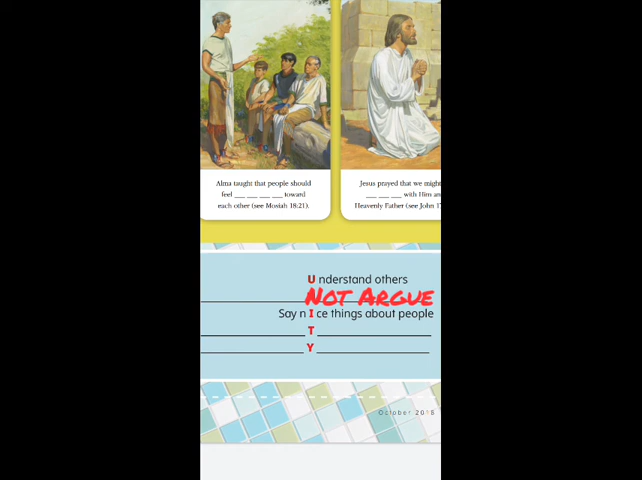 Alma taught that people should
feel ___ ___ ___ ___ toward
each other (see Mosiah 18:21).
Jesus prayed that we might
___ ___ ___ with Him an
Heavenly Father (see John 17
Understand others
Not Argue
Say nIce things about people
T
Y
October 2018